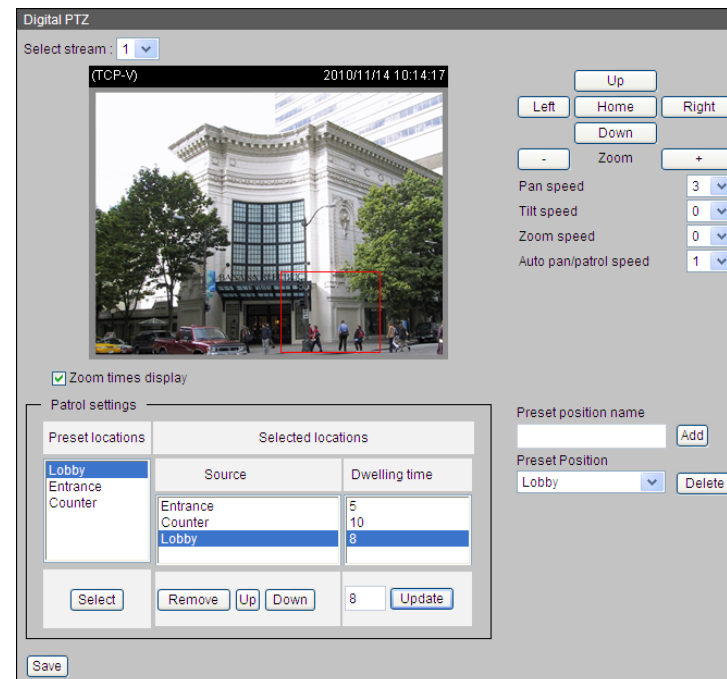 Digital PTZ
Select stream : 1
(TCP-V) 2010/11/14 10:14:17
Up
Left Home Right
Down
- Zoom +
Pan speed 3
Tilt speed 0
Zoom speed 0
Auto pan/patrol speed 1
BANANA REPUBLIC
Zoom times display
Patrol settings
Preset locations Selected locations
Lobby
Entrance
Counter
Source Dwelling time
Entrance 5
Counter 10
Lobby 8
Select Remove Up Down 8 Update
Preset position name
Add
Preset Position
Lobby Delete
Save